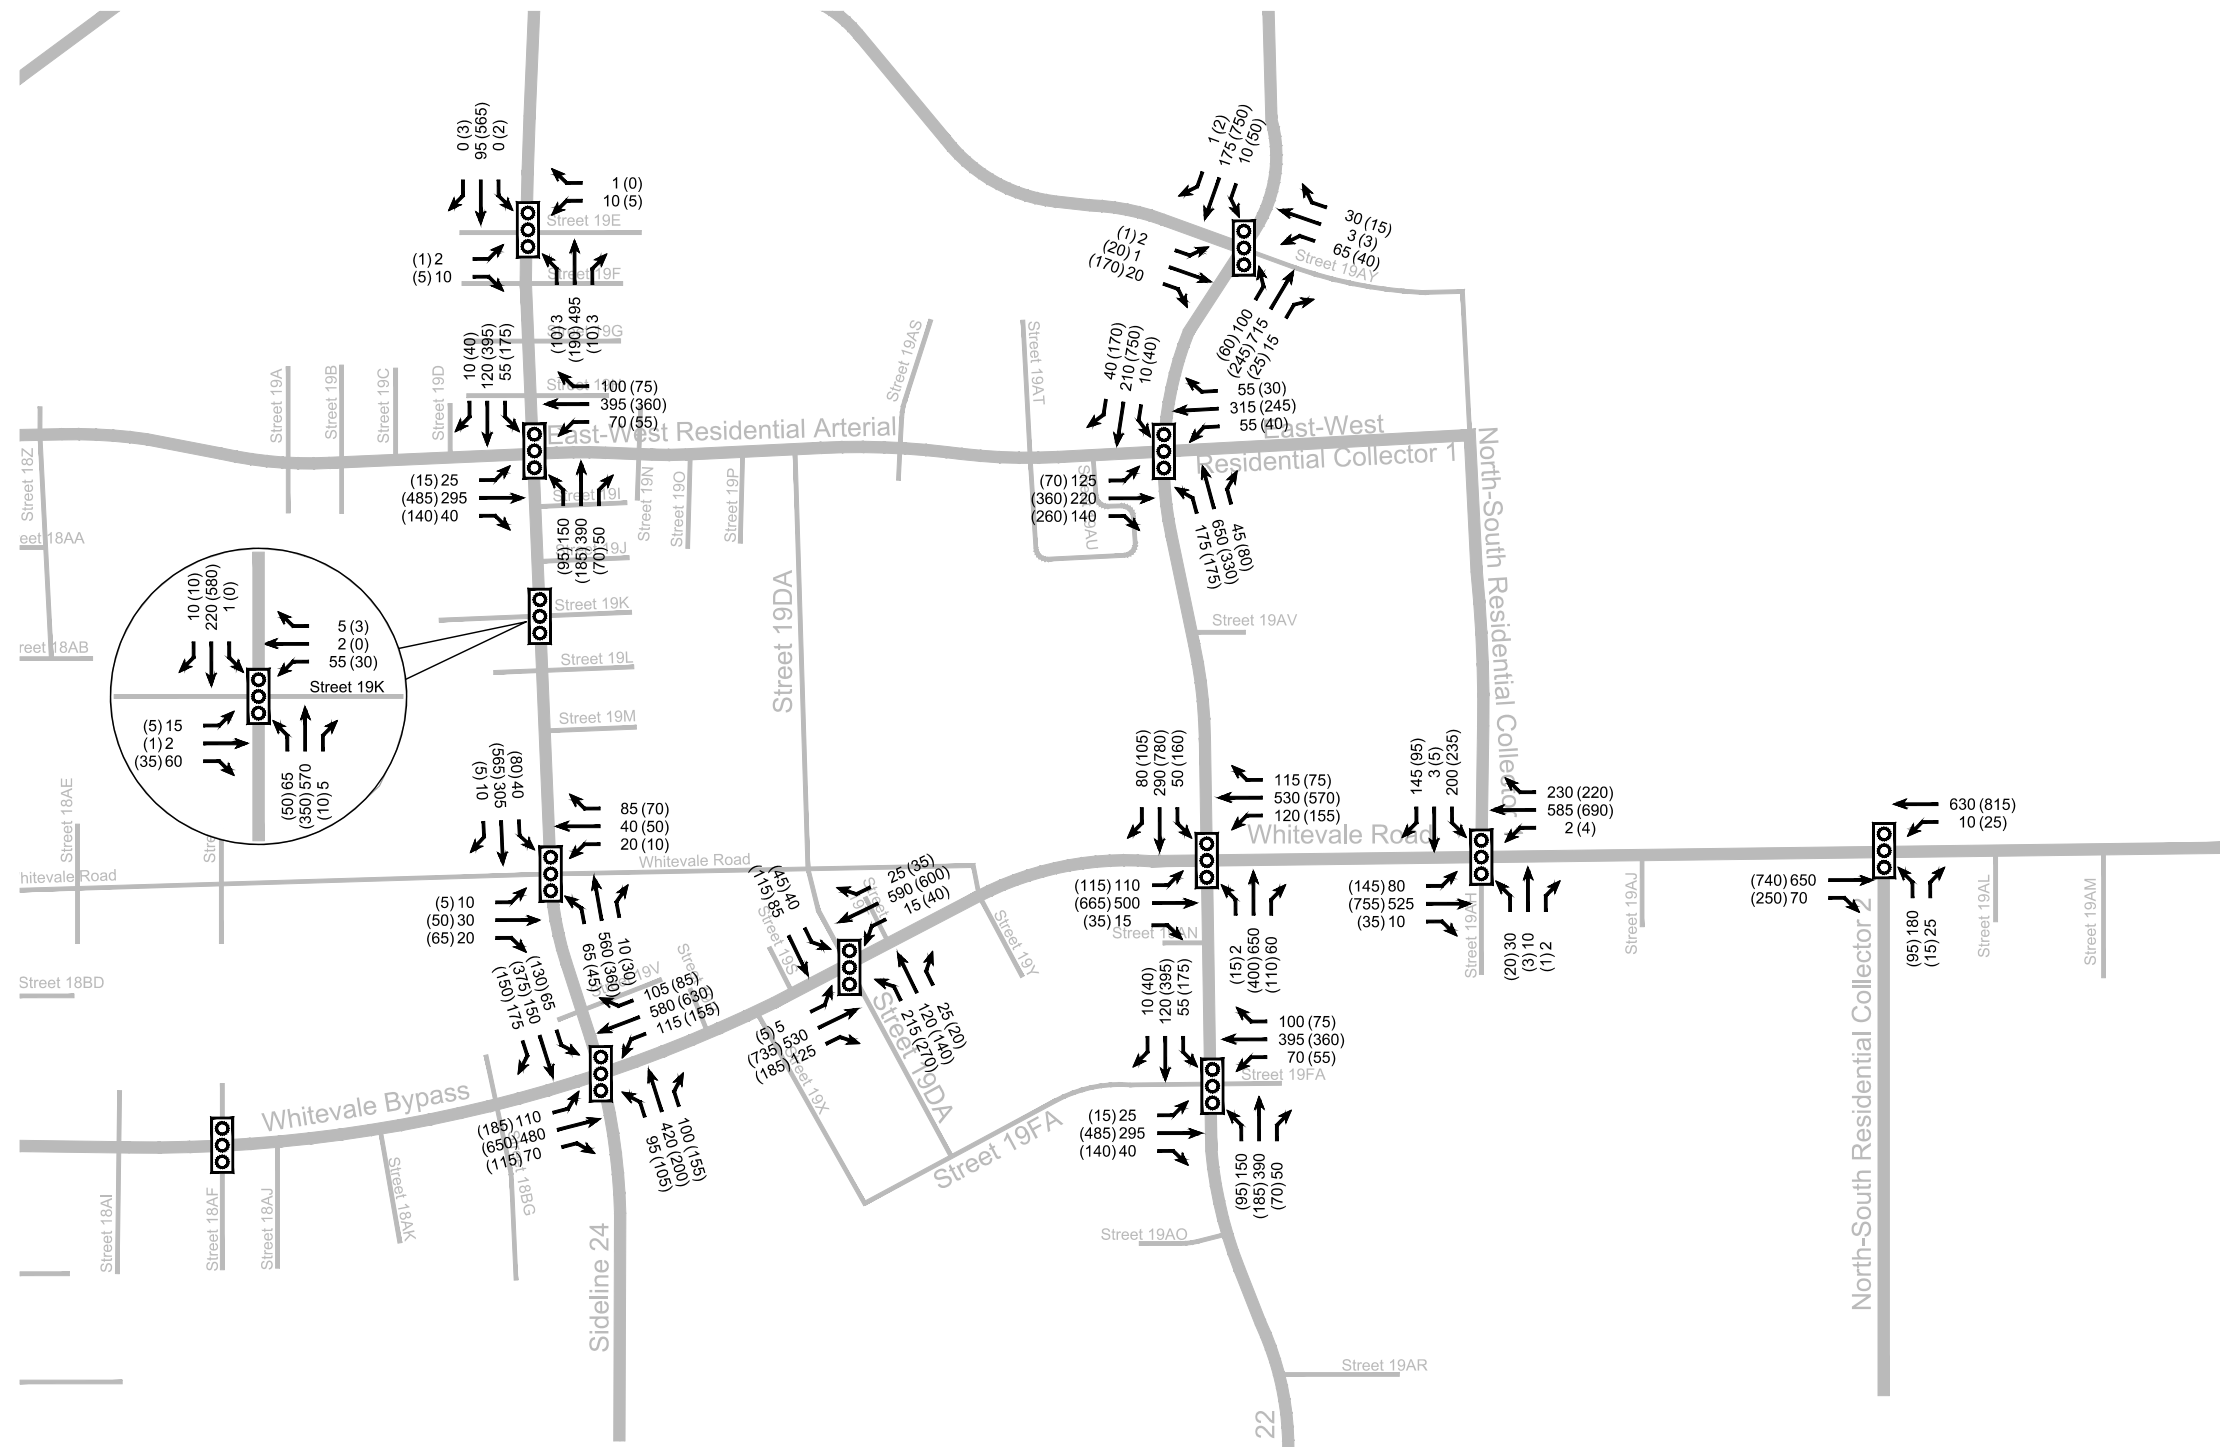 0 (3)
95 (565)
0 (2)
1 (0)
10 (5)
Street 19E
(1) 2
(5) 10
Street 19F
(10) 3
(190) 495
(10) 3
1 (2)
175 (750)
10 (50)
30 (15)
3 (3)
65 (40)
Street 19AY
(1) 2
(20) 1
(170) 20
(60) 100
(245) 715
(25) 15
10 (40)
120 (395)
55 (175)
100 (75)
395 (360)
70 (55)
(15) 25
(485) 295
(140) 40
(95) 150
(185) 390
(70) 50
Street 19A
Street 19B
Street 19C
Street 19D
East-West Residential Arterial
Street 19I
Street 19N
Street 19O
Street 19P
Street 19AS
Street 19AT
40 (170)
210 (750)
10 (40)
55 (30)
315 (245)
55 (40)
East-West
Residential Collector 1
(70) 125
(360) 220
(260) 140
175 (175)
650 (330)
45 (80)
Street 18Z
eet 18AA
reet 18AB
10 (10)
220 (580)
1 (0)
5 (3)
2 (0)
55 (30)
Street 19K
(5) 15
(1) 2
(35) 60
(50) 65
(350) 570
(10) 5
Street 19K
Street 19L
Street 19M
Street 19DA
Street 19AV
North-South Residential Collector 1
(5) 10
(565) 305
(80) 40
85 (70)
40 (50)
20 (10)
(5) 10
(50) 30
(65) 20
65 (45)
560 (360)
10 (30)
Street 18AE
hitevale Road
Whitevale Road
(115) 85
(45) 40
25 (35)
590 (600)
15 (40)
(5) 5
(735) 530
(185) 125
215 (270)
120 (140)
25 (20)
Street 19S
Street 19Y
Street 19X
Street 19DA
80 (105)
290 (780)
50 (160)
115 (75)
530 (570)
120 (155)
Whitevale Road
(115) 110
(665) 500
(35) 15
(15) 2
(400) 650
(110) 60
145 (95)
3 (5)
200 (235)
230 (220)
585 (690)
2 (4)
(145) 80
(755) 525
(35) 10
(20) 30
(3) 10
(1) 2
Street 19AH
Street 19AJ
630 (815)
10 (25)
(740) 650
(250) 70
(95) 180
(15) 25
Street 19AL
Street 19AM
North-South Residential Collector 2
Street 18BD
(150) 175
(375) 150
(130) 65
105 (85)
580 (630)
115 (155)
(185) 110
(650) 480
(115) 70
95 (105)
420 (200)
100 (155)
Whitevale Bypass
Street 18AI
Street 18AF
Street 18AJ
Street 18AK
Sideline 24
10 (40)
120 (395)
55 (175)
100 (75)
395 (360)
70 (55)
Street 19FA
(15) 25
(485) 295
(140) 40
(95) 150
(185) 390
(70) 50
Street 19FA
Street 19AO
Street 19AR
22